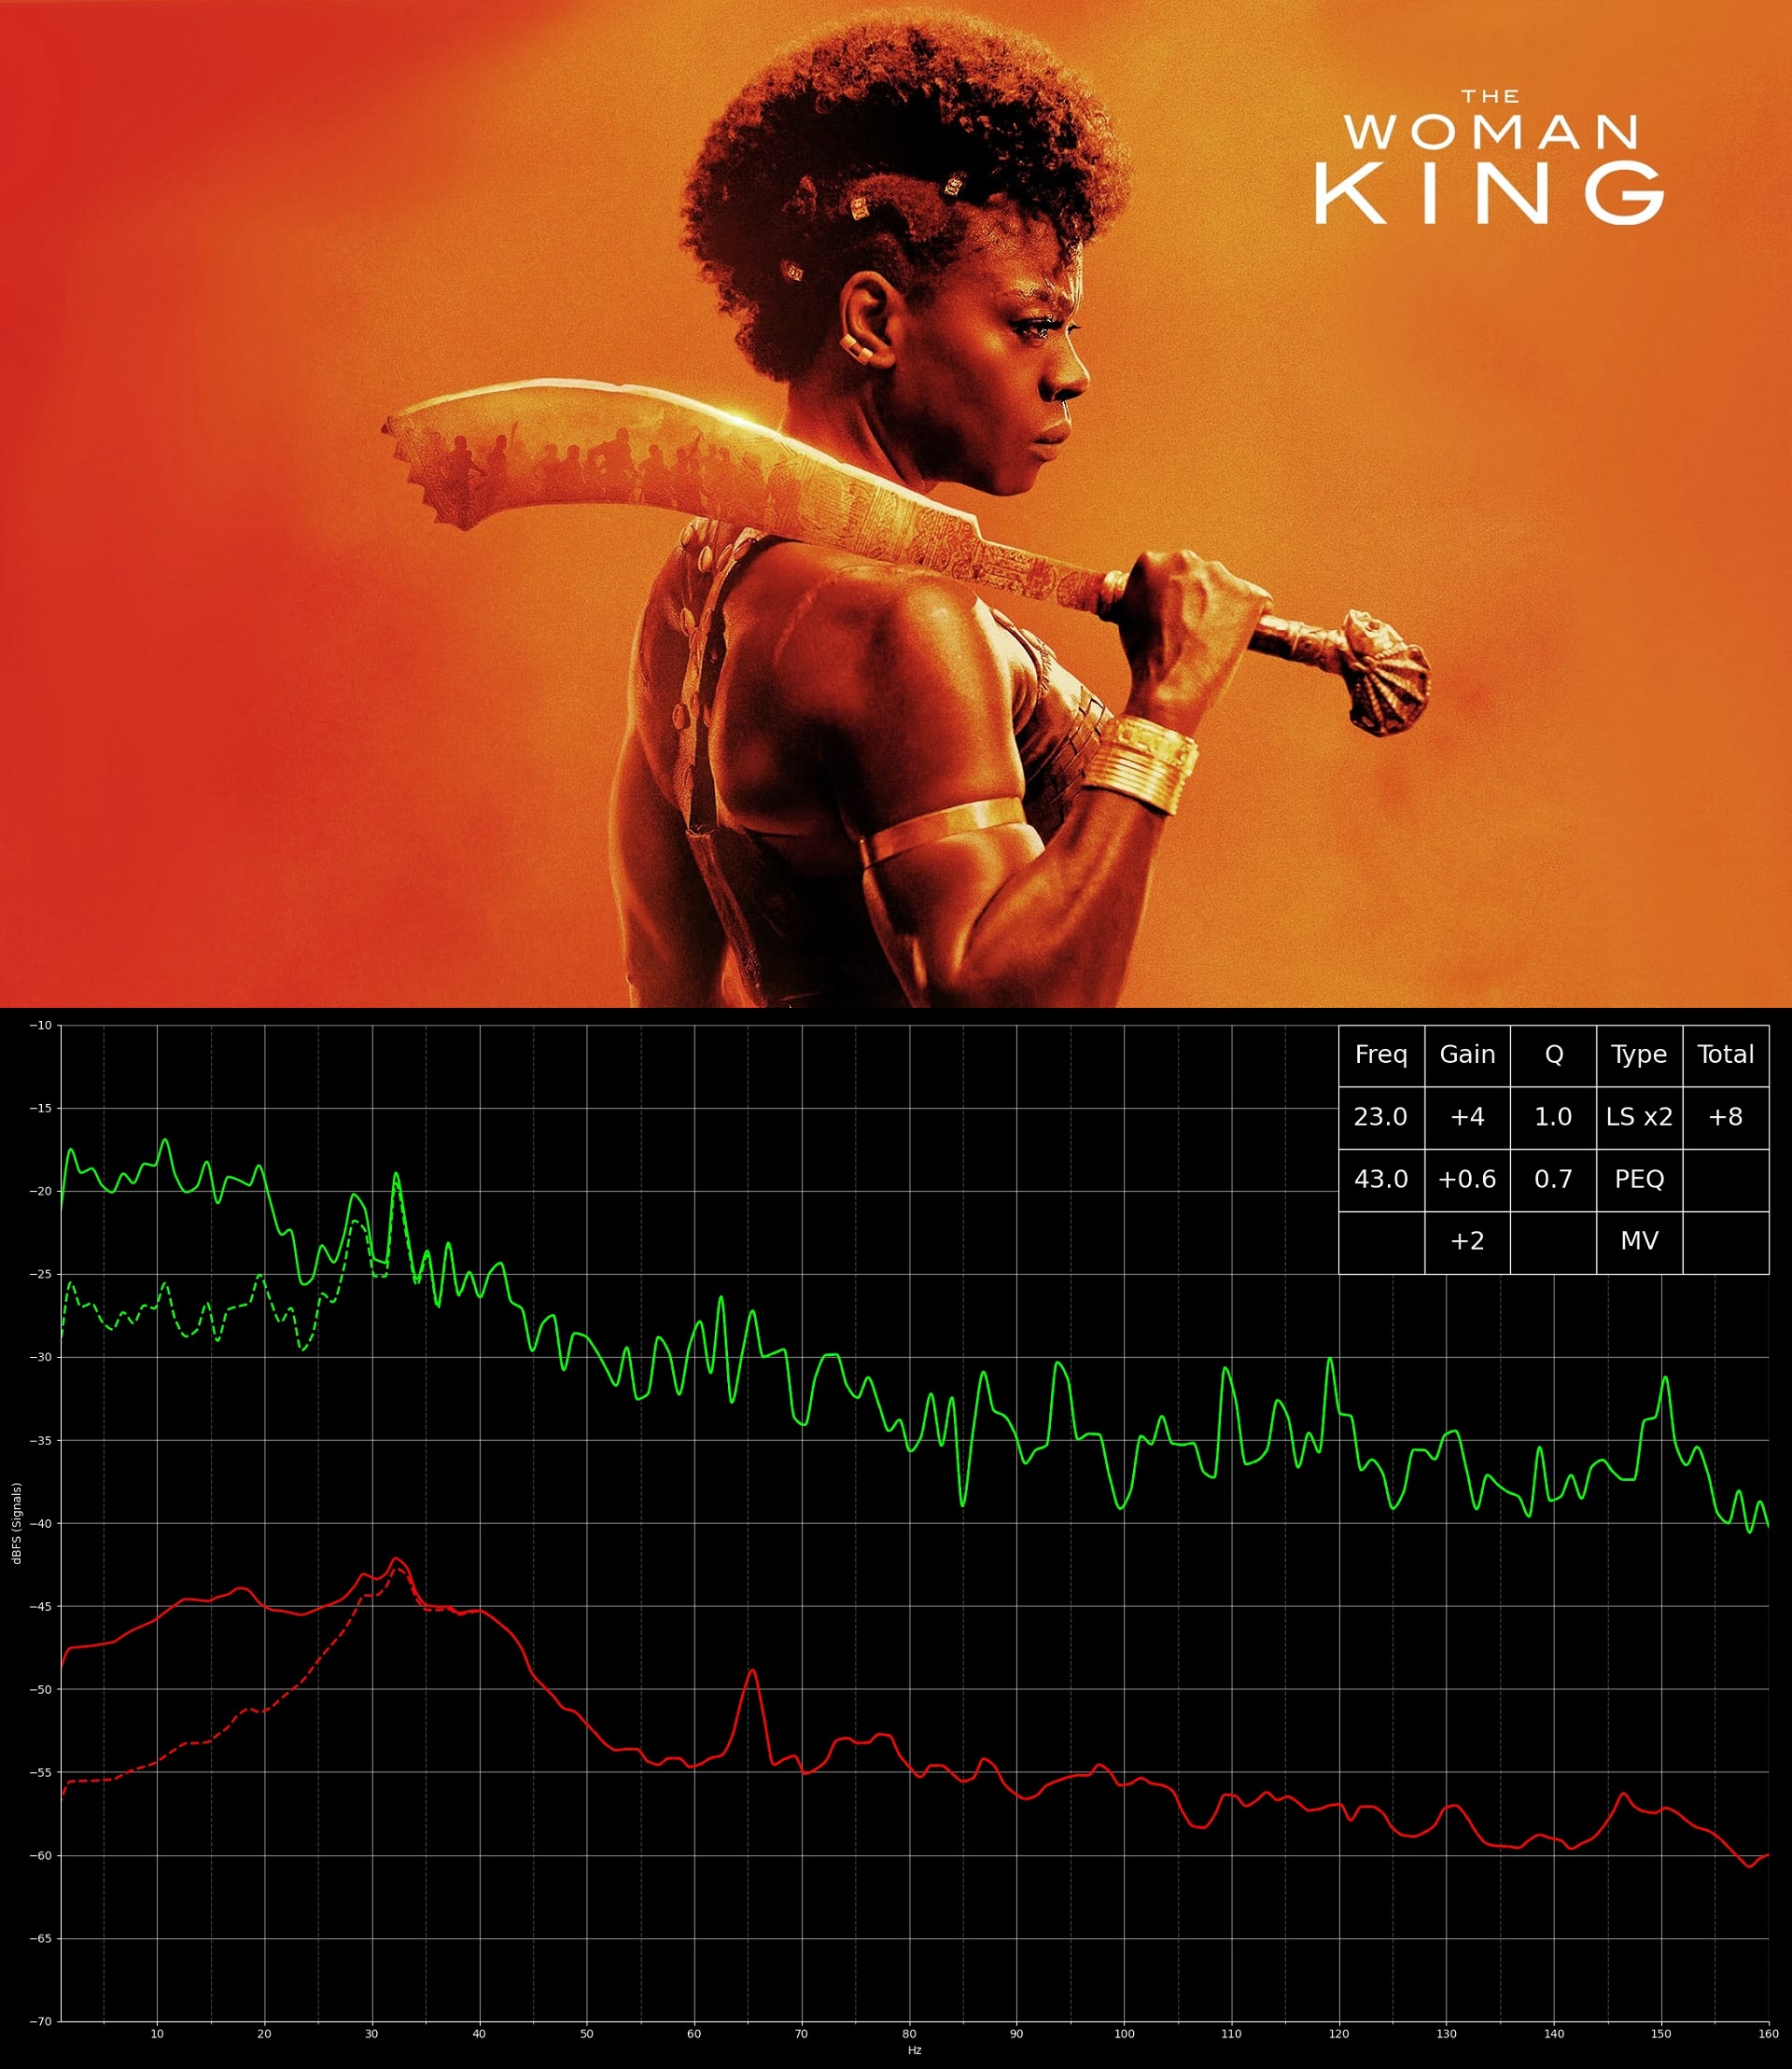 THE
WOMAN
KING
Freq Gain Q Type Total
23.0 +4 1.0 LS x2 +8
43.0 +0.6 0.7 PEQ
+2 MV
−10
−15
−20
−25
−30
−35
−40
−45
−50
−55
−60
−65
−70
dBFS (Signals)
10 20 30 40 50 60 70 80 90 100 110 120 130 140 150 160
Hz